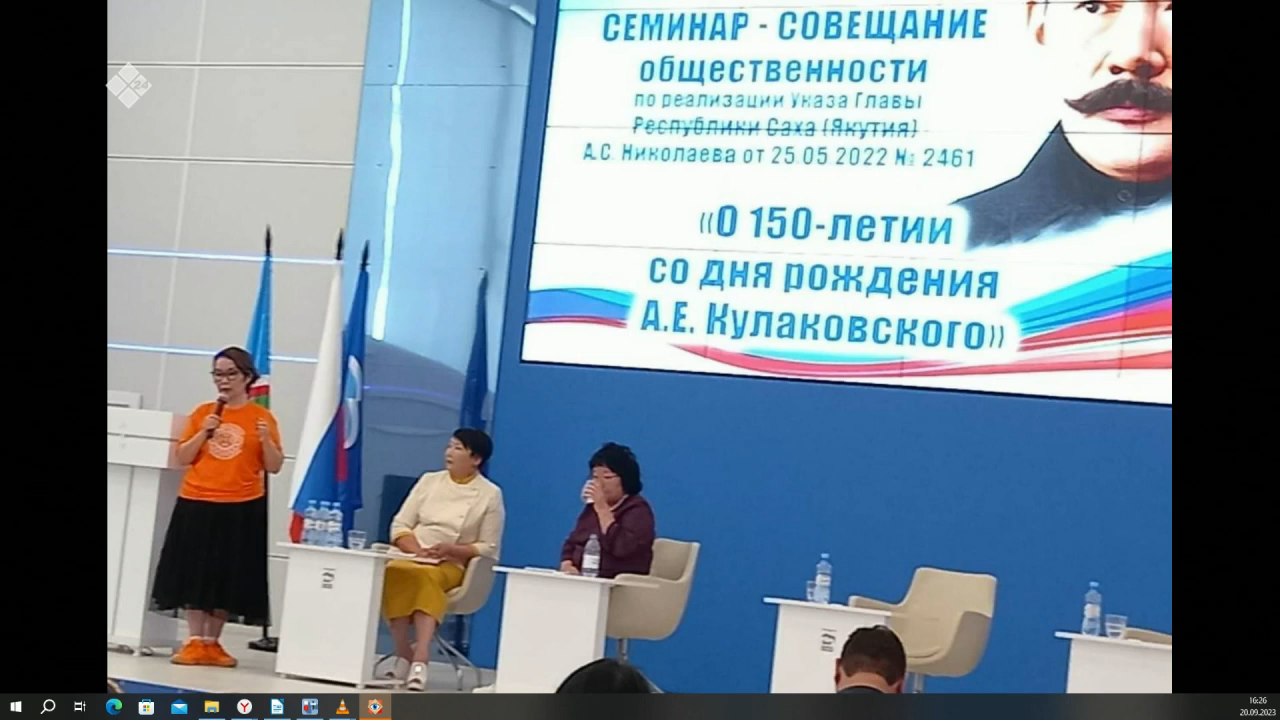 24
СЕМИНАР - СОВЕЩАНИЕ
общественности
по реализации Указа Главы
Республики Саха (Якутия)
А.С. Николаева от 25.05.2022 № 2461
«О 150-летии
со дня рождения
А.Е. Кулаковского»
16:26
20.09.2023